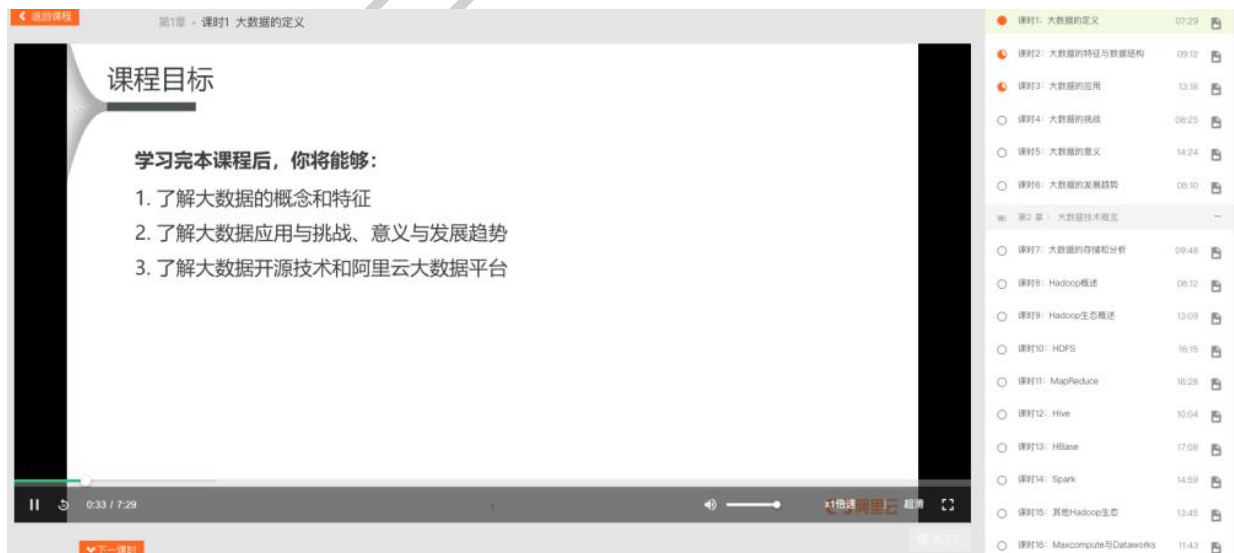 返回课程
第1章 · 课时1 大数据的定义
课程目标
学习完本课程后，你将能够：
1. 了解大数据的概念和特征
2. 了解大数据应用与挑战、意义与发展趋势
3. 了解大数据开源技术和阿里云大数据平台
0:33 / 7:29
1
x1倍速
超清
阿里云
下一课时
课时1：大数据的定义 07:29
课时2：大数据的特征与数据结构 09:12
课时3：大数据的应用 13:18
课时4：大数据的挑战 08:25
课时5：大数据的意义 14:24
课时6：大数据的发展趋势 08:10
第2 章： 大数据技术概览
课时7：大数据的存储和分析 09:48
课时8：Hadoop概述 08:12
课时9：Hadoop生态概述 13:09
课时10：HDFS 16:15
课时11：MapReduce 16:28
课时12：Hive 10:04
课时13：HBase 17:08
课时14：Spark 14:59
课时15：其他Hadoop生态 13:45
课时16：Maxcompute与Dataworks 11:43